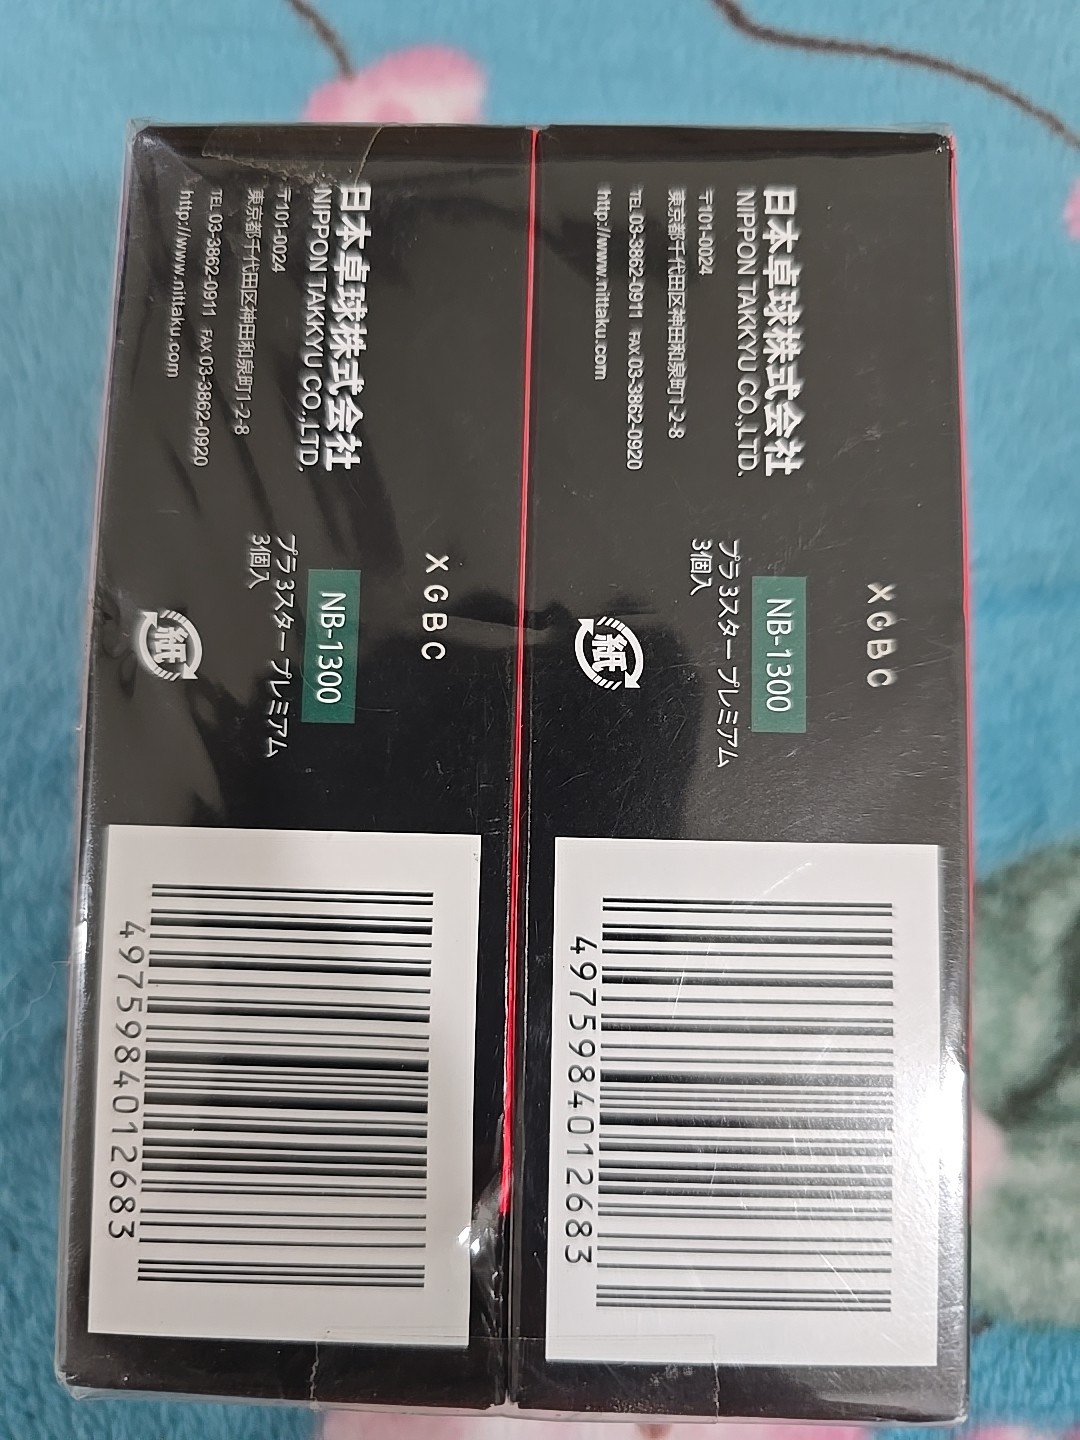 日本卓球株式会社
NIPPON TAKKYU CO.,LTD.
〒101-0024
東京都千代田区神田和泉町1-2-8
TEL 03-3862-0911 FAX 03-3862-0920
http://www.nittaku.com
XGBC
NB-1300
プラ 3スター プレミアム
3個入
紙
4975984012683
日本卓球株式会社
NIPPON TAKKYU CO.,LTD.
〒101-0024
東京都千代田区神田和泉町1-2-8
TEL 03-3862-0911 FAX 03-3862-0920
http://www.nittaku.com
XGBC
NB-1300
プラ 3スター プレミアム
3個入
紙
4975984012683